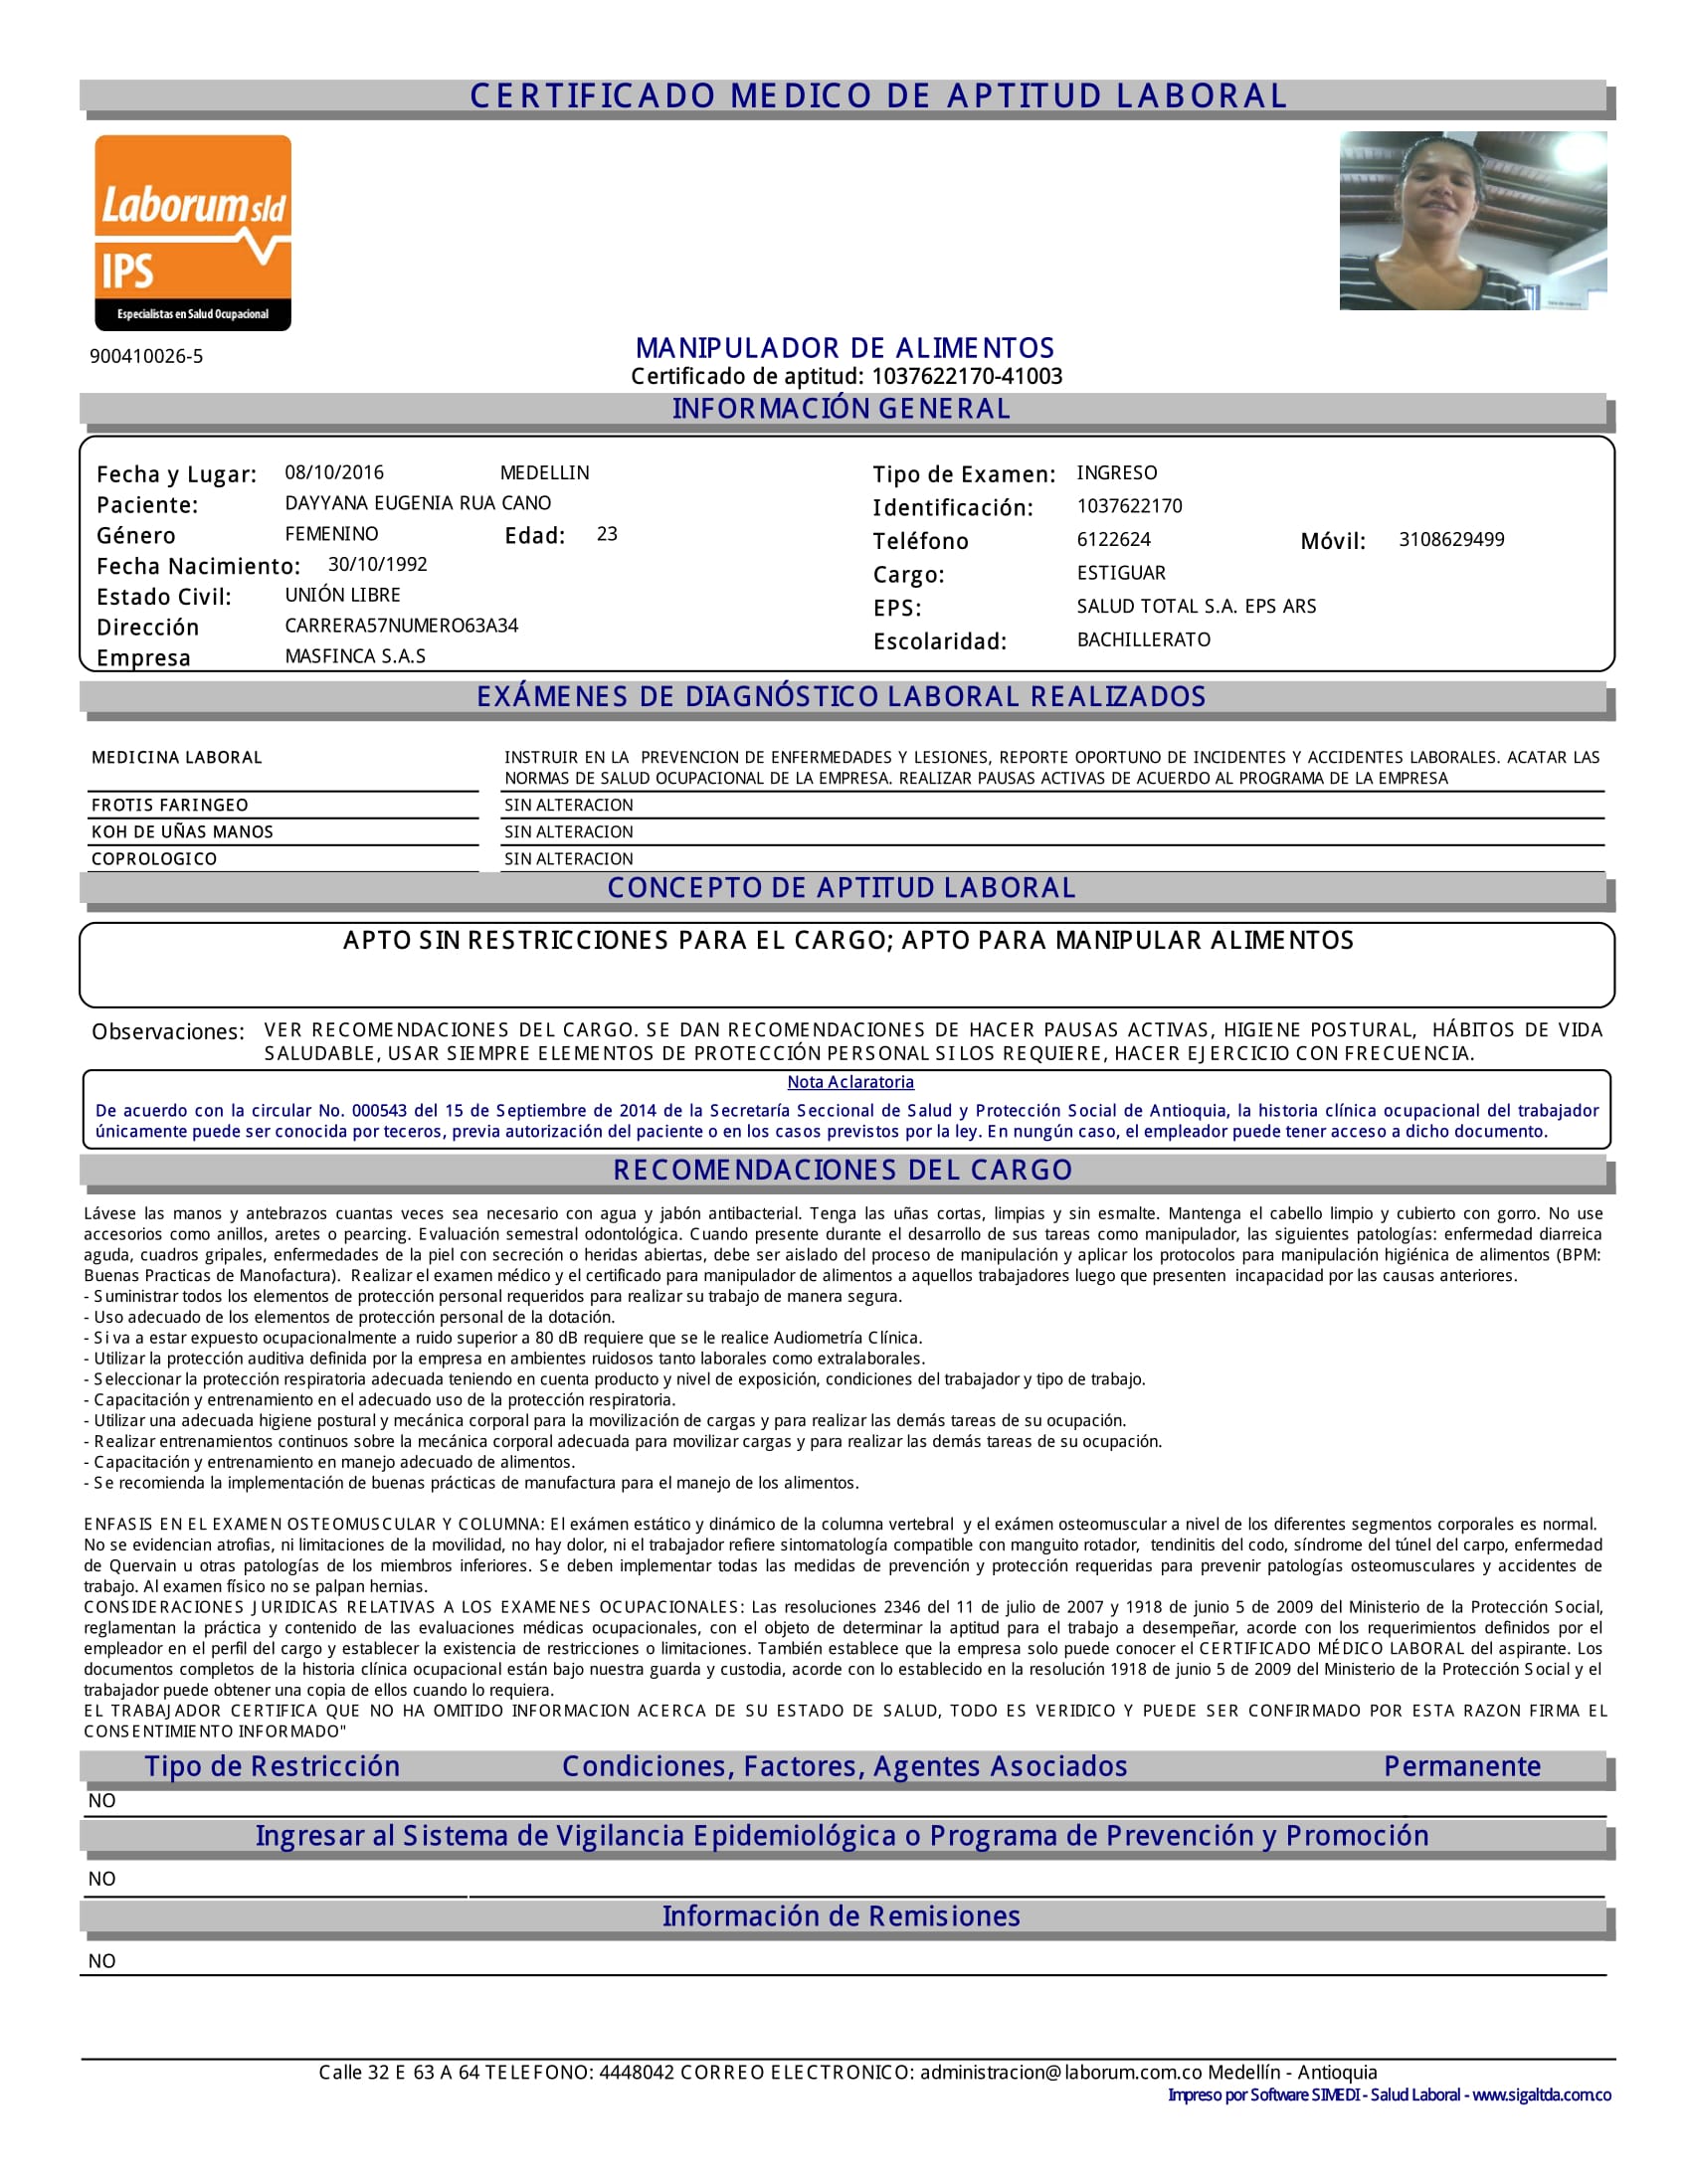 CERTIFICADO MEDICO DE APTITUD LABORAL
Laborum sld
IPS
Especialistas en Salud Ocupacional
900410026-5
MANIPULADOR DE ALIMENTOS
Certificado de aptitud: 1037622170-41003
INFORMACIÓN GENERAL
Fecha y Lugar: 08/10/2016 MEDELLIN Tipo de Examen: INGRESO
Paciente: DAYYANA EUGENIA RUA CANO Identificación: 1037622170
Género FEMENINO Edad: 23 Teléfono 6122624 Móvil: 3108629499
Fecha Nacimiento: 30/10/1992 Cargo: ESTIGUAR
Estado Civil: UNIÓN LIBRE EPS: SALUD TOTAL S.A. EPS ARS
Dirección CARRERA57NUMERO63A34 Escolaridad: BACHILLERATO
Empresa MASFINCA S.A.S
EXÁMENES DE DIAGNÓSTICO LABORAL REALIZADOS
MEDICINA LABORAL INSTRUIR EN LA PREVENCION DE ENFERMEDADES Y LESIONES, REPORTE OPORTUNO DE INCIDENTES Y ACCIDENTES LABORALES. ACATAR LAS
NORMAS DE SALUD OCUPACIONAL DE LA EMPRESA. REALIZAR PAUSAS ACTIVAS DE ACUERDO AL PROGRAMA DE LA EMPRESA
FROTIS FARINGEO SIN ALTERACION
KOH DE UÑAS MANOS SIN ALTERACION
COPROLOGICO SIN ALTERACION
CONCEPTO DE APTITUD LABORAL
APTO SIN RESTRICCIONES PARA EL CARGO; APTO PARA MANIPULAR ALIMENTOS
Observaciones: VER RECOMENDACIONES DEL CARGO. SE DAN RECOMENDACIONES DE HACER PAUSAS ACTIVAS, HIGIENE POSTURAL, HÁBITOS DE VIDA
SALUDABLE, USAR SIEMPRE ELEMENTOS DE PROTECCIÓN PERSONAL SI LOS REQUIERE, HACER EJERCICIO CON FRECUENCIA.
Nota Aclaratoria
De acuerdo con la circular No. 000543 del 15 de Septiembre de 2014 de la Secretaría Seccional de Salud y Protección Social de Antioquia, la historia clínica ocupacional del trabajador
únicamente puede ser conocida por teceros, previa autorización del paciente o en los casos previstos por la ley. En nungún caso, el empleador puede tener acceso a dicho documento.
RECOMENDACIONES DEL CARGO
Lávese las manos y antebrazos cuantas veces sea necesario con agua y jabón antibacterial. Tenga las uñas cortas, limpias y sin esmalte. Mantenga el cabello limpio y cubierto con gorro. No use
accesorios como anillos, aretes o pearcing. Evaluación semestral odontológica. Cuando presente durante el desarrollo de sus tareas como manipulador, las siguientes patologías: enfermedad diarreica
aguda, cuadros gripales, enfermedades de la piel con secreción o heridas abiertas, debe ser aislado del proceso de manipulación y aplicar los protocolos para manipulación higiénica de alimentos (BPM:
Buenas Practicas de Manofactura). Realizar el examen médico y el certificado para manipulador de alimentos a aquellos trabajadores luego que presenten incapacidad por las causas anteriores.
- Suministrar todos los elementos de protección personal requeridos para realizar su trabajo de manera segura.
- Uso adecuado de los elementos de protección personal de la dotación.
- Si va a estar expuesto ocupacionalmente a ruido superior a 80 dB requiere que se le realice Audiometría Clínica.
- Utilizar la protección auditiva definida por la empresa en ambientes ruidosos tanto laborales como extralaborales.
- Seleccionar la protección respiratoria adecuada teniendo en cuenta producto y nivel de exposición, condiciones del trabajador y tipo de trabajo.
- Capacitación y entrenamiento en el adecuado uso de la protección respiratoria.
- Utilizar una adecuada higiene postural y mecánica corporal para la movilización de cargas y para realizar las demás tareas de su ocupación.
- Realizar entrenamientos continuos sobre la mecánica corporal adecuada para movilizar cargas y para realizar las demás tareas de su ocupación.
- Capacitación y entrenamiento en manejo adecuado de alimentos.
- Se recomienda la implementación de buenas prácticas de manufactura para el manejo de los alimentos.
ENFASIS EN EL EXAMEN OSTEOMUSCULAR Y COLUMNA: El exámen estático y dinámico de la columna vertebral y el exámen osteomuscular a nivel de los diferentes segmentos corporales es normal.
No se evidencian atrofias, ni limitaciones de la movilidad, no hay dolor, ni el trabajador refiere sintomatología compatible con manguito rotador, tendinitis del codo, síndrome del túnel del carpo, enfermedad
de Quervain u otras patologías de los miembros inferiores. Se deben implementar todas las medidas de prevención y protección requeridas para prevenir patologías osteomusculares y accidentes de
trabajo. Al examen físico no se palpan hernias.
CONSIDERACIONES JURIDICAS RELATIVAS A LOS EXAMENES OCUPACIONALES: Las resoluciones 2346 del 11 de julio de 2007 y 1918 de junio 5 de 2009 del Ministerio de la Protección Social,
reglamentan la práctica y contenido de las evaluaciones médicas ocupacionales, con el objeto de determinar la aptitud para el trabajo a desempeñar, acorde con los requerimientos definidos por el
empleador en el perfil del cargo y establecer la existencia de restricciones o limitaciones. También establece que la empresa solo puede conocer el CERTIFICADO MÉDICO LABORAL del aspirante. Los
documentos completos de la historia clínica ocupacional están bajo nuestra guarda y custodia, acorde con lo establecido en la resolución 1918 de junio 5 de 2009 del Ministerio de la Protección Social y el
trabajador puede obtener una copia de ellos cuando lo requiera.
EL TRABAJADOR CERTIFICA QUE NO HA OMITIDO INFORMACION ACERCA DE SU ESTADO DE SALUD, TODO ES VERIDICO Y PUEDE SER CONFIRMADO POR ESTA RAZON FIRMA EL
CONSENTIMIENTO INFORMADO"
Tipo de Restricción Condiciones, Factores, Agentes Asociados Permanente
NO
Ingresar al Sistema de Vigilancia Epidemiológica o Programa de Prevención y Promoción
NO
Información de Remisiones
NO
Calle 32 E 63 A 64 TELEFONO: 4448042 CORREO ELECTRONICO: administracion@laborum.com.co Medellín - Antioquia
Impreso por Software SIMEDI - Salud Laboral - www.sigaltda.com.co